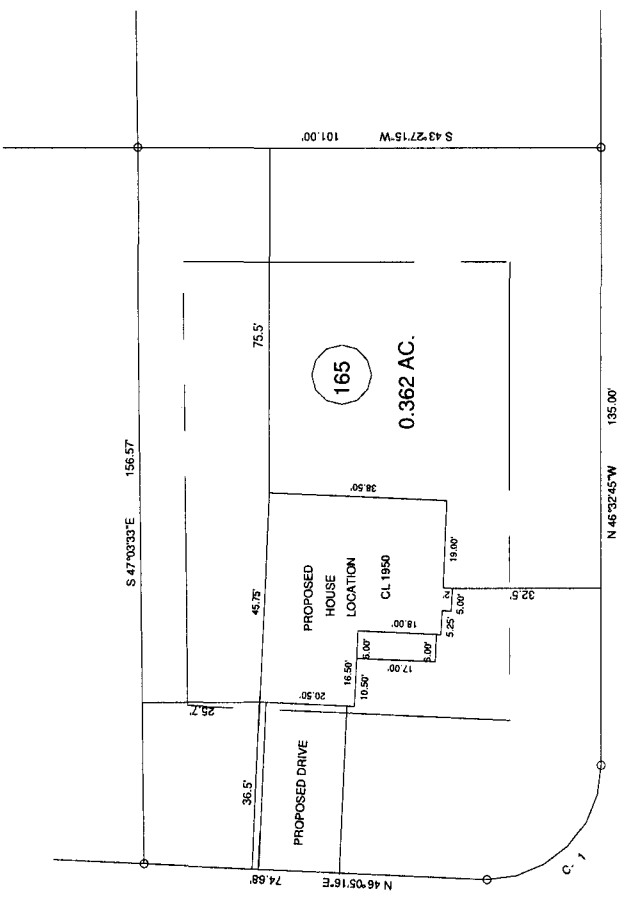 101.00' S 43°27'15"W
75.5'
165
0.362 AC.
S 47°03'33"E 156.57'
38.50'
N 46°32'45"W 135.00'
45.75'
PROPOSED
HOUSE
LOCATION
CL 1950
19.00'
18.00'
2'
5.00'
32.5'
5.25'
16.50'
6.00'
6.00'
17.00'
10.50'
20.50'
25.7'
36.5'
PROPOSED DRIVE
74.68' N 46°05'16"E
C. 1